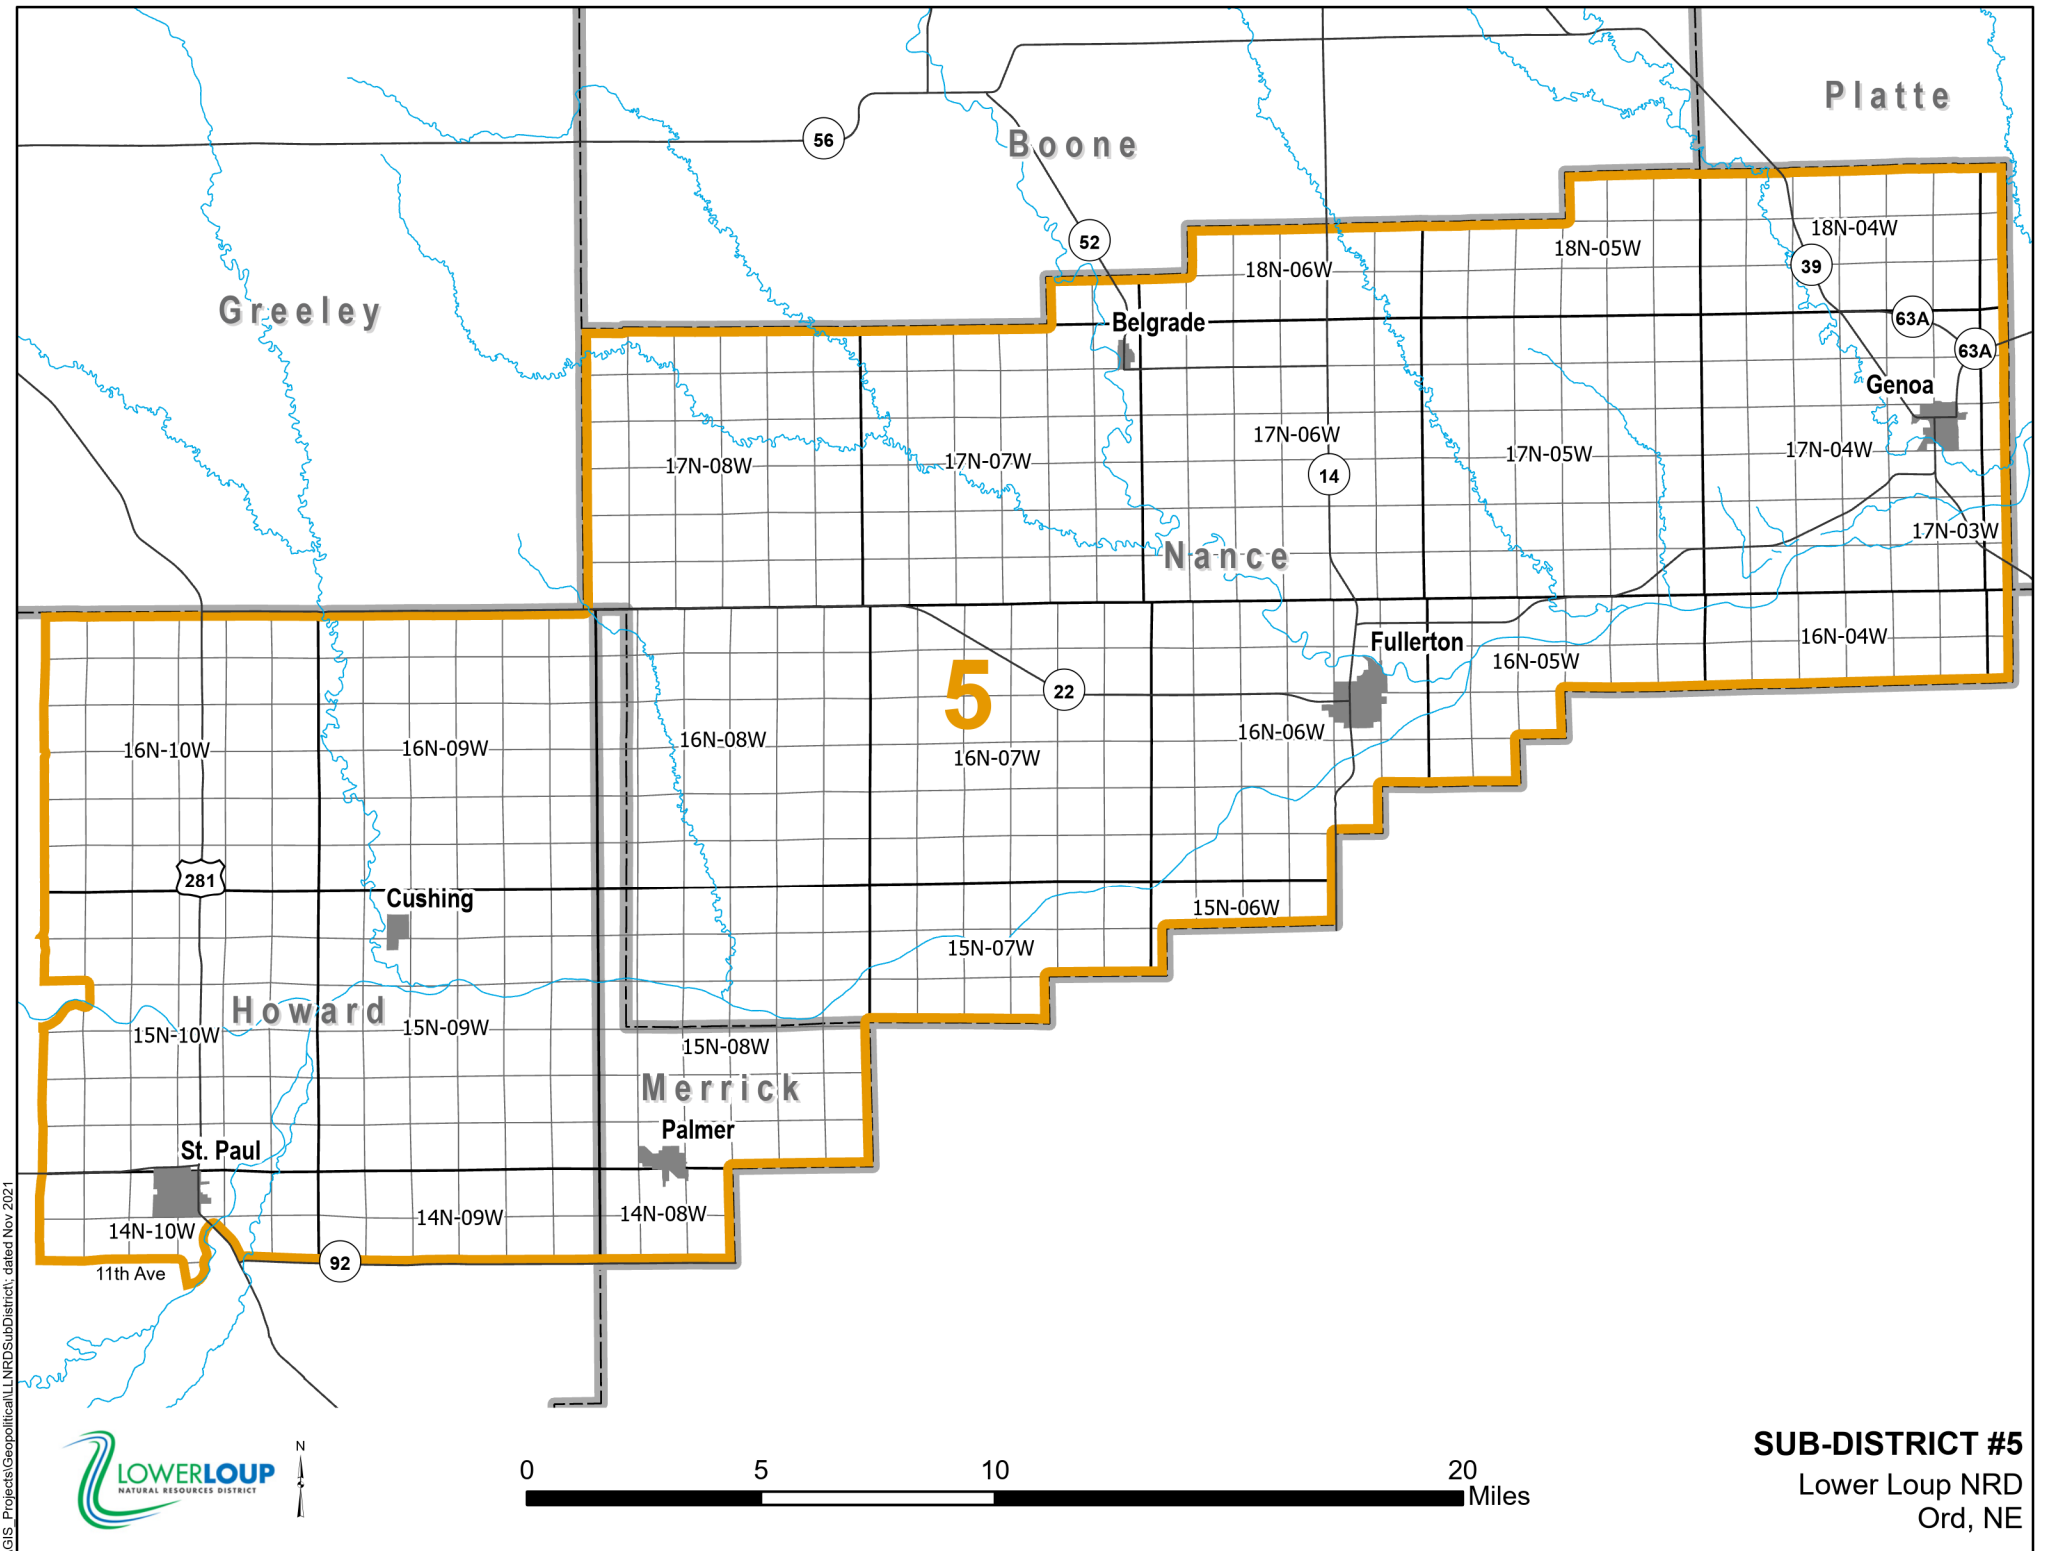 Platte
Boone
56
52
18N-04W
18N-05W
39
18N-06W
Greeley
Belgrade
63A
63A
Genoa
17N-06W
17N-08W
17N-07W
17N-05W
17N-04W
14
17N-03W
Nance
Fullerton
16N-04W
16N-05W
5
22
16N-10W
16N-09W
16N-08W
16N-07W
16N-06W
281
Cushing
15N-06W
15N-07W
Howard
15N-10W
15N-09W
15N-08W
Merrick
Palmer
St. Paul
14N-10W
14N-09W
14N-08W
11th Ave
92
\GIS_Projects\Geopolitical\LLNRDSubDistrict\; dated Nov 2021
LOWERLOUP
NATURAL RESOURCES DISTRICT
N
0 5 10 20
Miles
SUB-DISTRICT #5
Lower Loup NRD
Ord, NE